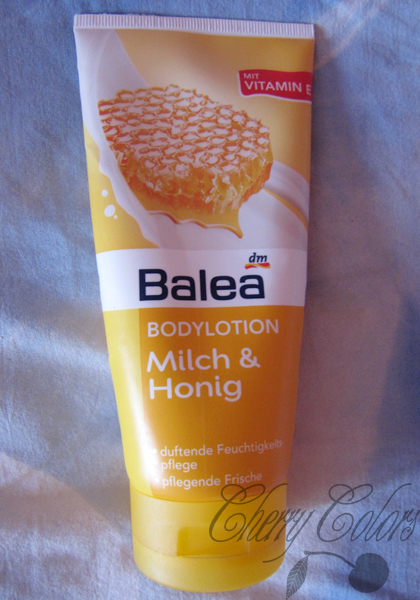 MIT
VITAMIN E
dm
Balea
BODYLOTION
Milch &
Honig
duftende Feuchtigkeits-
pflege
pflegende Frische
Cherry Colors